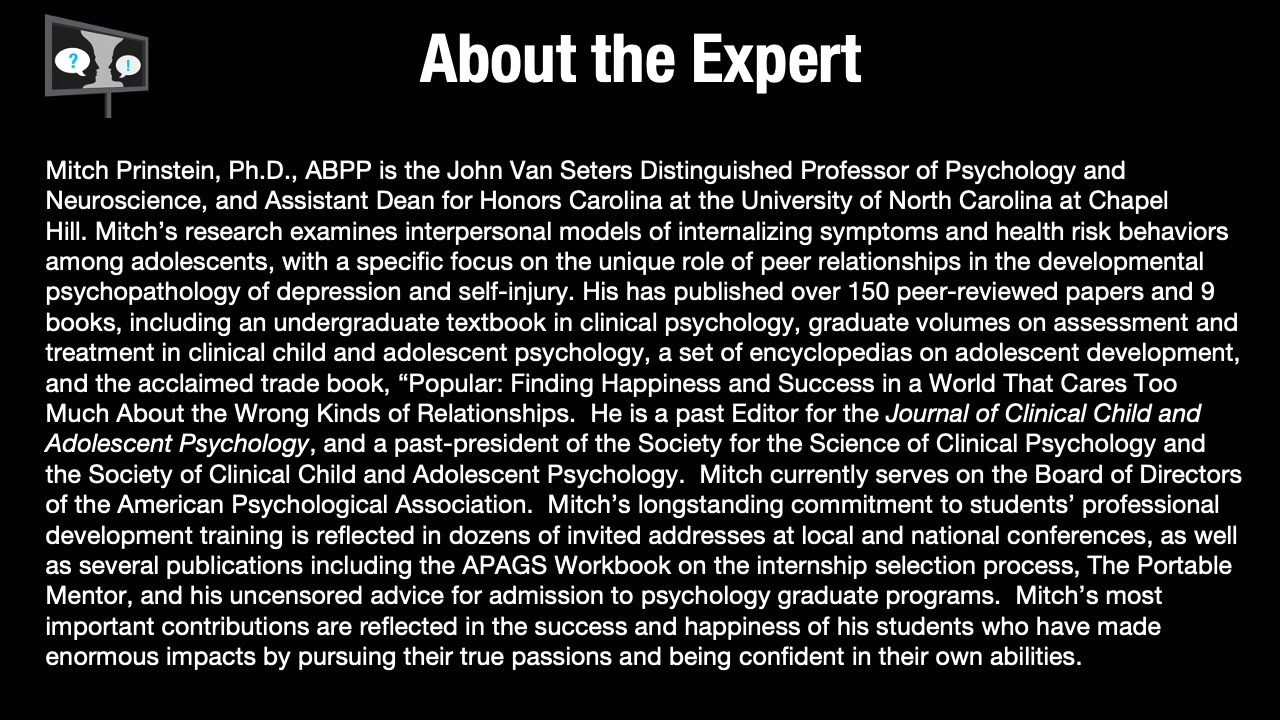 ? !
About the Expert
Mitch Prinstein, Ph.D., ABPP is the John Van Seters Distinguished Professor of Psychology and
Neuroscience, and Assistant Dean for Honors Carolina at the University of North Carolina at Chapel
Hill. Mitch’s research examines interpersonal models of internalizing symptoms and health risk behaviors
among adolescents, with a specific focus on the unique role of peer relationships in the developmental
psychopathology of depression and self-injury. His has published over 150 peer-reviewed papers and 9
books, including an undergraduate textbook in clinical psychology, graduate volumes on assessment and
treatment in clinical child and adolescent psychology, a set of encyclopedias on adolescent development,
and the acclaimed trade book, “Popular: Finding Happiness and Success in a World That Cares Too
Much About the Wrong Kinds of Relationships.  He is a past Editor for the Journal of Clinical Child and
Adolescent Psychology, and a past-president of the Society for the Science of Clinical Psychology and
the Society of Clinical Child and Adolescent Psychology.  Mitch currently serves on the Board of Directors
of the American Psychological Association.  Mitch’s longstanding commitment to students’ professional
development training is reflected in dozens of invited addresses at local and national conferences, as well
as several publications including the APAGS Workbook on the internship selection process, The Portable
Mentor, and his uncensored advice for admission to psychology graduate programs.  Mitch’s most
important contributions are reflected in the success and happiness of his students who have made
enormous impacts by pursuing their true passions and being confident in their own abilities.